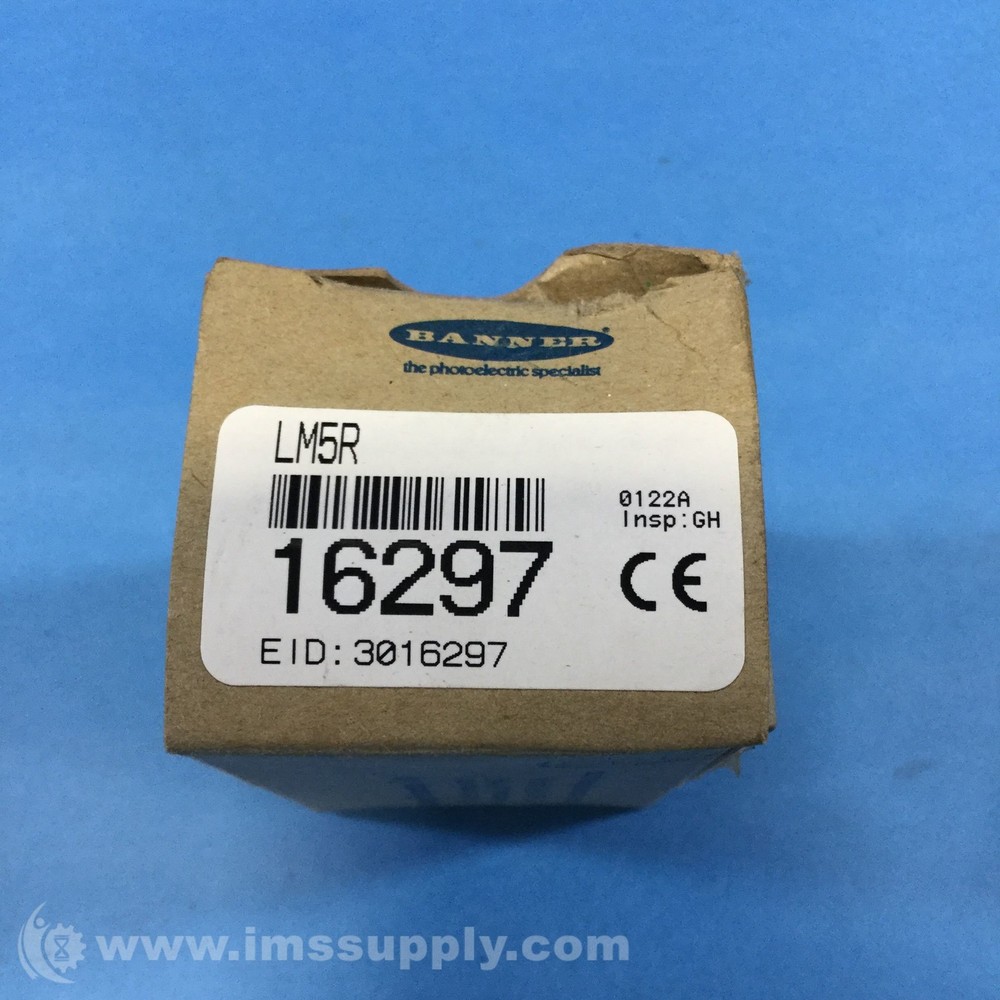 BANNER®
the photoelectric specialist
LM5R
0122A
Insp:GH
16297
CE
EID:3016297
www.imssupply.com